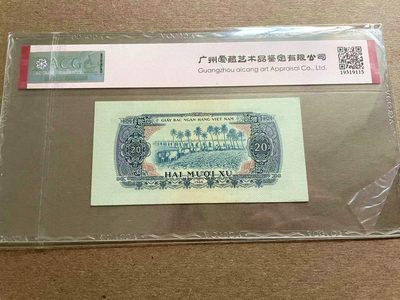 ACG
广州爱藏艺术品鉴定有限公司
Guangzhou aicang art Appraisal Co., Ltd.
19319115
GIẤY BẠC NGÂN HÀNG VIỆT NAM
20
20
HAI MƯƠI XU